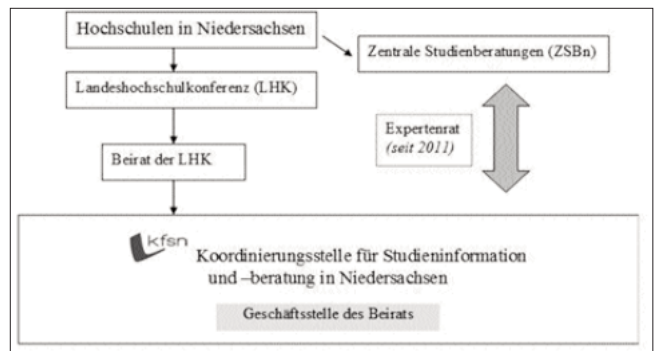 Hochschulen in Niedersachsen
Zentrale Studienberatungen (ZSBn)
Landeshochschulkonferenz (LHK)
Expertenrat
(seit 2011)
Beirat der LHK
kfsn
Koordinierungsstelle für Studieninformation
und –beratung in Niedersachsen
Geschäftsstelle des Beirats